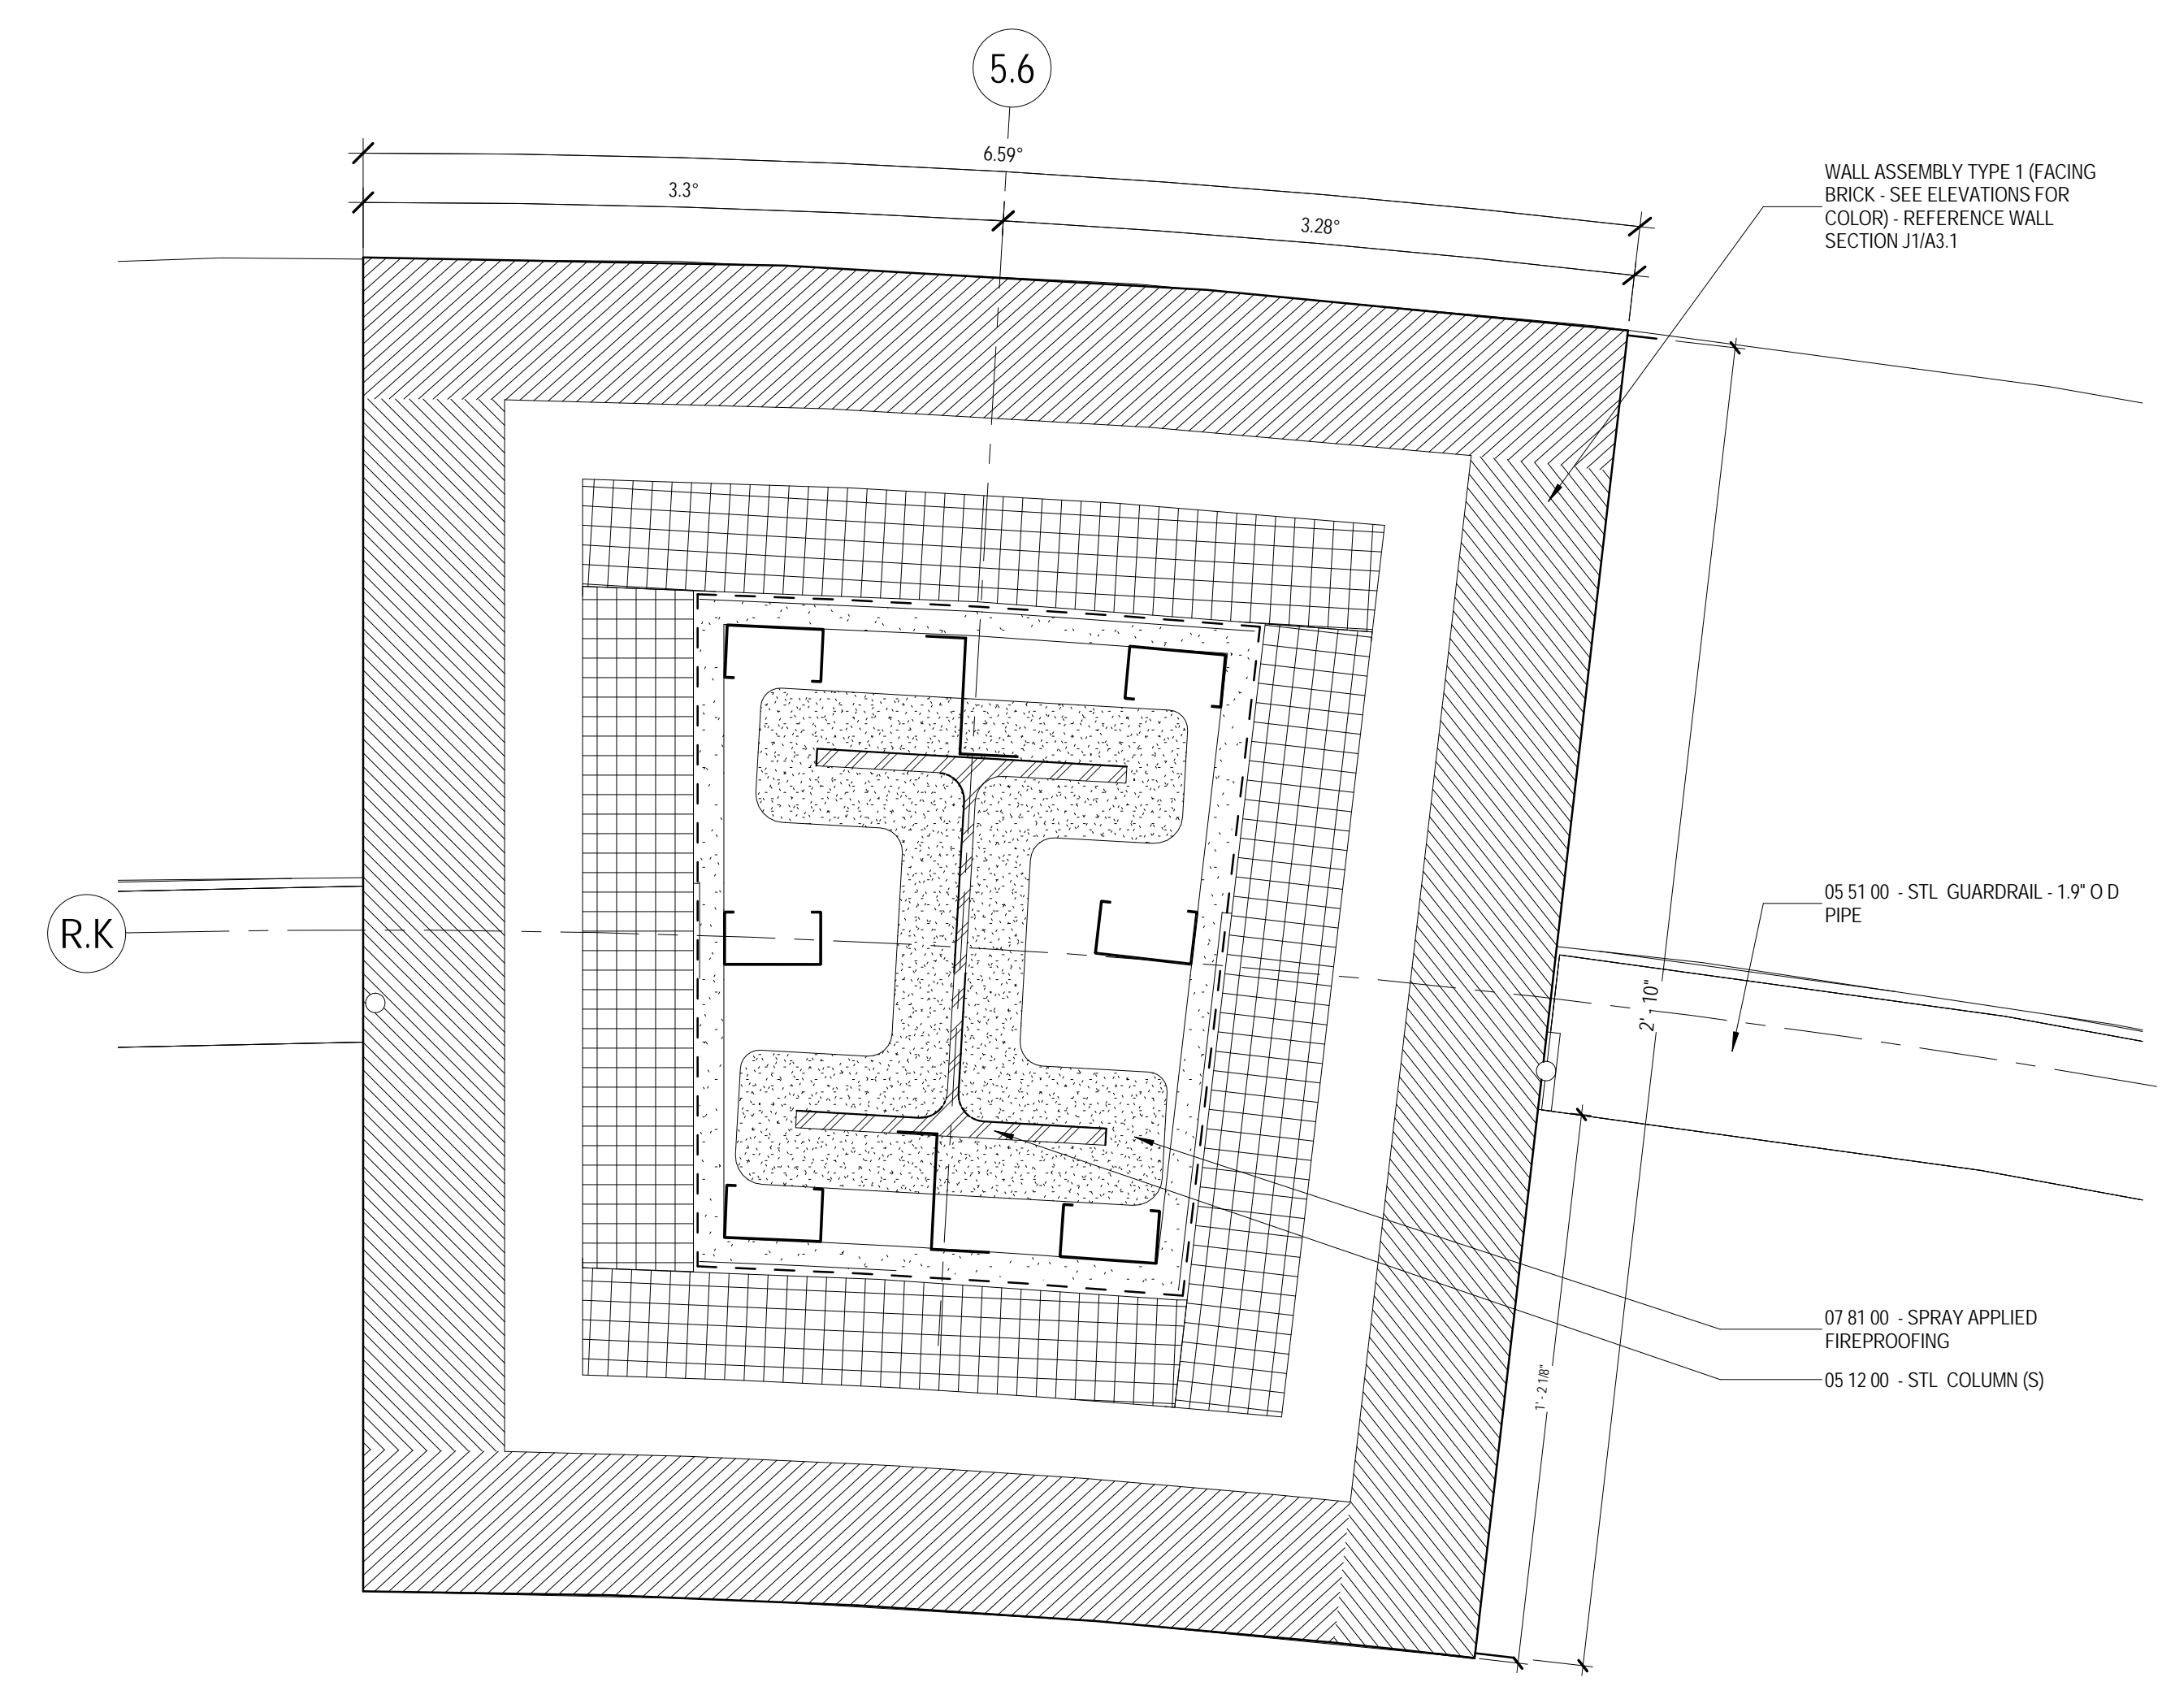 5.6
6.59°
3.3°
3.28°
WALL ASSEMBLY TYPE 1 (FACING
BRICK - SEE ELEVATIONS FOR
COLOR) - REFERENCE WALL
SECTION J1/A3.1
05 51 00 - STL GUARDRAIL - 1.9" O D
PIPE
R.K
2' - 10"
07 81 00 - SPRAY APPLIED
FIREPROOFING
1' - 2 1/8"
05 12 00 - STL COLUMN (S)